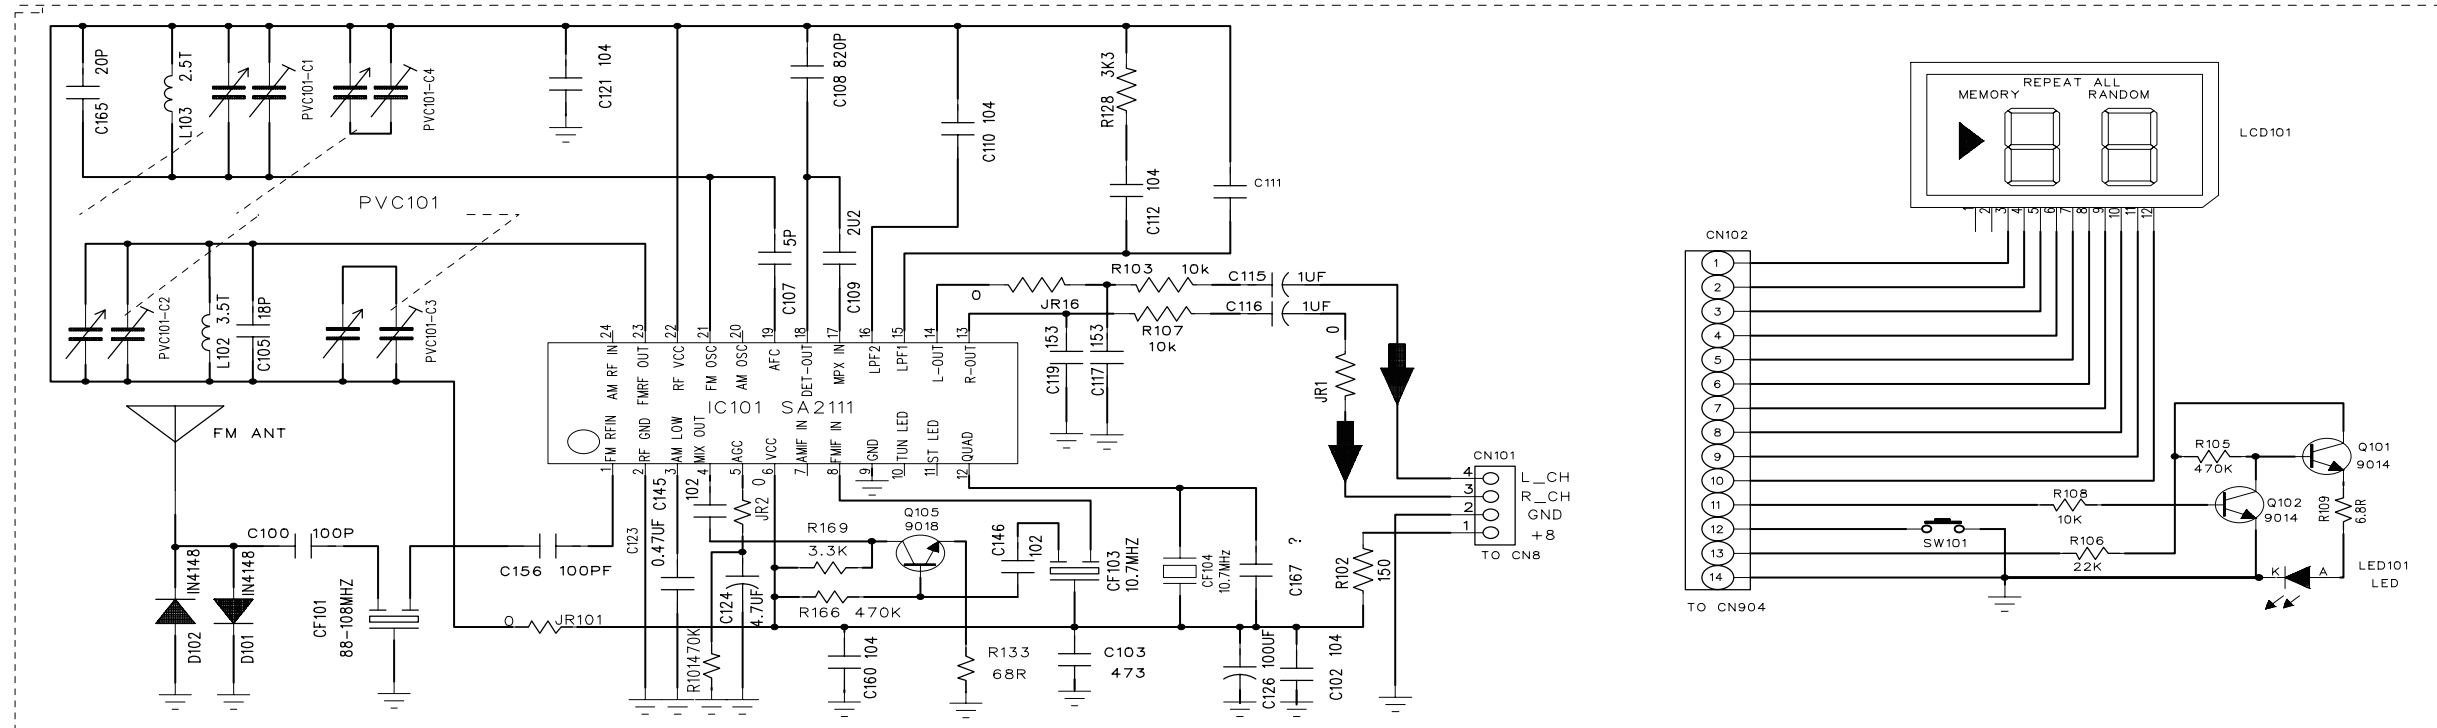 C165 20P
L103 2.5T
PVC101-C1
PVC101-C4
C121 104
C108 820P
C110 104
R128 3K3
C112 104
C111
PVC101
PVC101-C2
L102 3.5T
C105 18P
PVC101-C3
C107 5P
C109 2U2
0
JR16
R103 10k
R107
10k
C115 1UF
C116 1UF
C119 153
C117 153
JR1 0
24 23 22 21 20 19 18 17 16 15 14 13
AM RF IN
FMRF OUT
RF VCC
FM OSC
AM OSC
AFC
DET-OUT
MPX IN
LPF2
LPF1
L-OUT
R-OUT
IC101 SA2111
FM RFIN
RF GND
AM LOW
MIX OUT
AGC
VCC
AMIF IN
FMIF IN
GND
TUN LED
ST LED
QUAD
1 2 3 4 5 6 7 8 9 10 11 12
FM ANT
C100 100P
IN4148
D102
IN4148
D101
CF101
88-108MHZ
C156 100PF
0 JR101
C123
0.47UF
C145
102
JR2 0
R101 470K
C124
4.7UF
R169
3.3K
R166 470K
Q105
9018
C146
102
CF103
10.7MHZ
CF104
10.7MHz
C167 ?
R102
150
C160 104
R133
68R
C103
473
C126 100UF
C102 104
CN101
4 L_CH
3 R_CH
2 GND
1 +8
TO CN8
REPEAT ALL
MEMORY RANDOM
LCD101
1 2 3 4 5 6 7 8 9 10 11 12
CN102
1
2
3
4
5
6
7
8
9
10
11
12
13
14
TO CN904
R105
470K
Q101
9014
R108
10K
Q102
9014
R109
6.8R
SW101
R106
22K
K A
LED101
LED